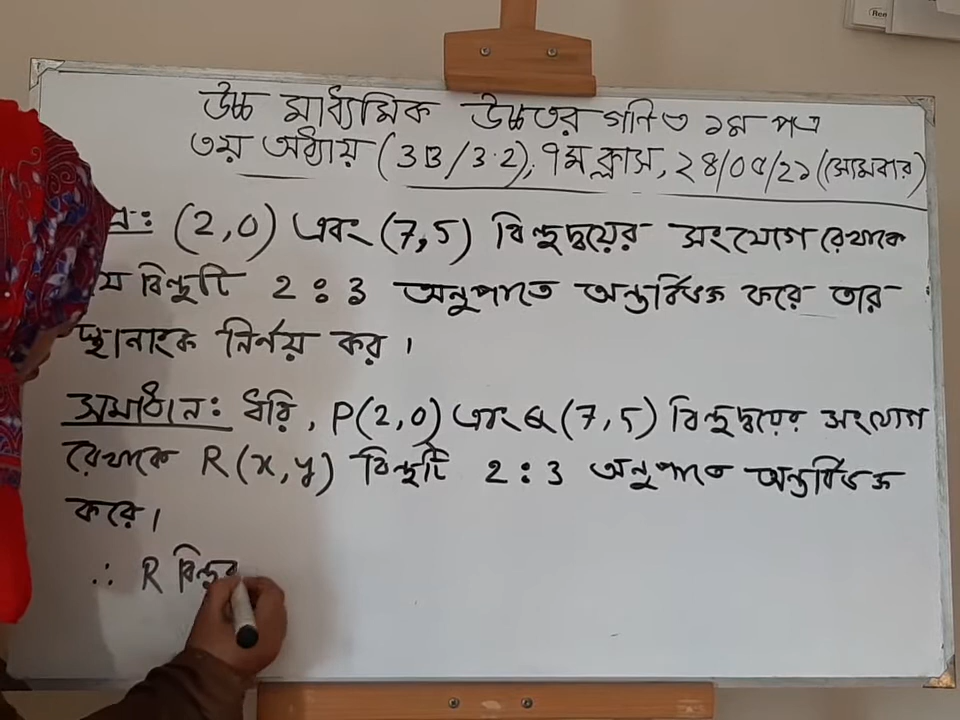 উচ্চ মাধ্যমিক উচ্চতর গণিত ১ম পত্র
৩য় অধ্যায় (3B/3.2), ৭ম ক্লাস, ২৪/০৫/২১ (সোমবার)
(2,0) এবং (7,5) বিন্দুদ্বয়ের সংযোগ রেখাকে
যে বিন্দুটি 2:3 অনুপাতে অন্তর্বিভক্ত করে তার
স্থানাংক নির্ণয় কর।
সমাধান: ধরি, P(2,0) এবং Q(7,5) বিন্দুদ্বয়ের সংযোগ
রেখাকে R(x,y) বিন্দুটি 2:3 অনুপাতে অন্তর্বিভক্ত
করে।
∴ R বিন্দুর